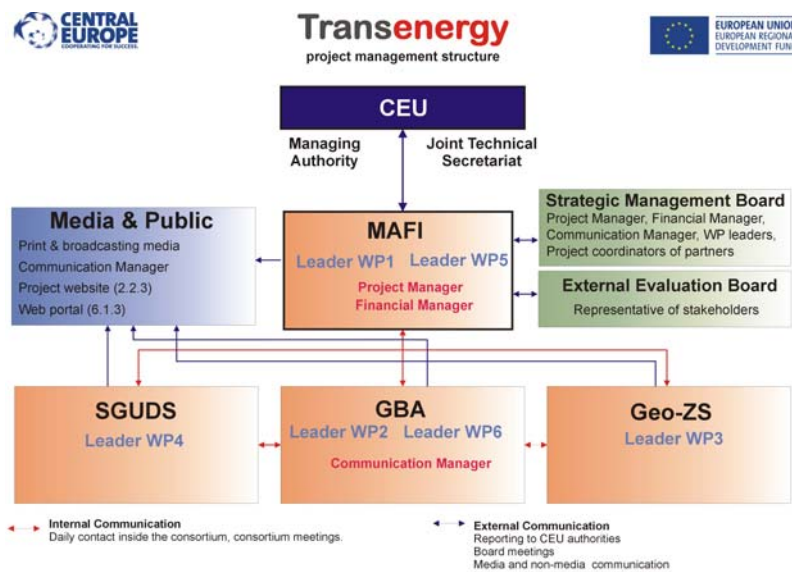 CENTRAL
EUROPE
COOPERATING FOR SUCCESS.
Transenergy
project management structure
EUROPEAN UNION
EUROPEAN REGIONAL
DEVELOPMENT FUND
CEU
Managing
Authority
Joint Technical
Secretariat
Media & Public
Print & broadcasting media
Communication Manager
Project website (2.2.3)
Web portal (6.1.3)
MAFI
Leader WP1
Leader WP5
Project Manager
Financial Manager
Strategic Management Board
Project Manager, Financial Manager,
Communication Manager, WP leaders,
Project coordinators of partners
External Evaluation Board
Representative of stakeholders
SGUDS
Leader WP4
GBA
Leader WP2
Leader WP6
Communication Manager
Geo-ZS
Leader WP3
Internal Communication
Daily contact inside the consortium, consortium meetings.
External Communication
Reporting to CEU authorities
Board meetings
Media and non-media communication